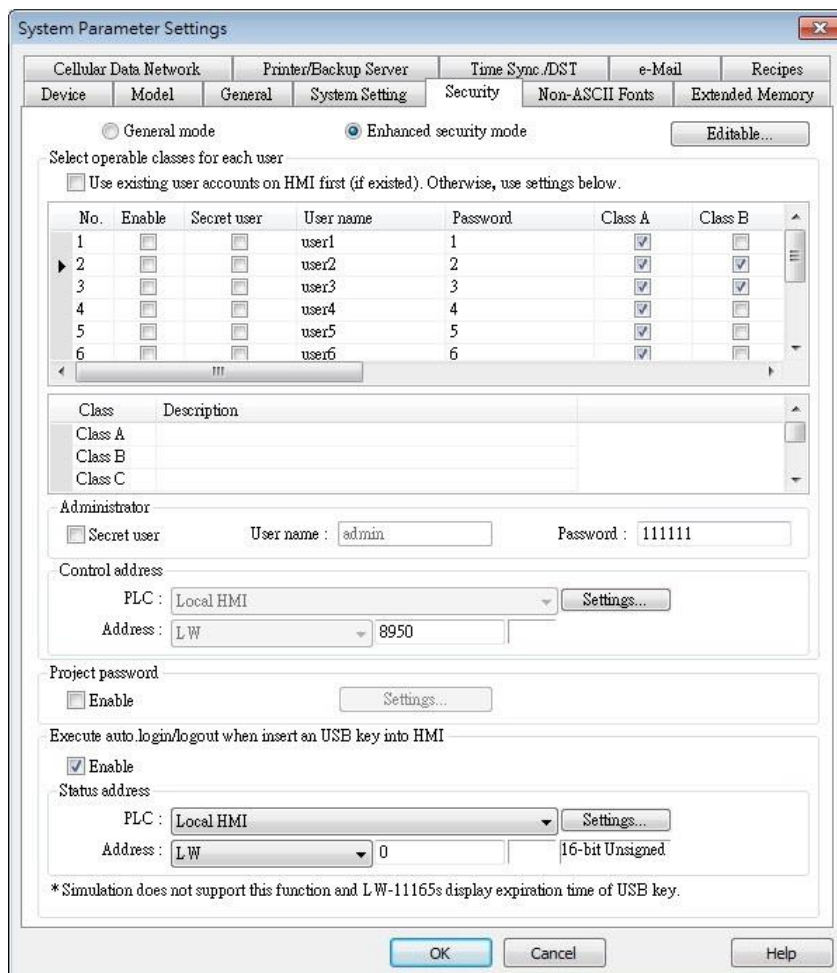 System Parameter Settings
Cellular Data Network Printer/Backup Server Time Sync./DST e-Mail Recipes
Device Model General System Setting Security Non-ASCII Fonts Extended Memory
General mode Enhanced security mode Editable...
Select operable classes for each user
Use existing user accounts on HMI first (if existed). Otherwise, use settings below.
No. Enable Secret user User name Password Class A Class B
1 user1 1
2 user2 2
3 user3 3
4 user4 4
5 user5 5
6 user6 6
Class Description
Class A
Class B
Class C
Administrator
Secret user User name : admin Password : 111111
Control address
PLC : Local HMI Settings...
Address : LW 8950
Project password
Enable Settings...
Execute auto.login/logout when insert an USB key into HMI
Enable
Status address
PLC : Local HMI Settings...
Address : LW 0 16-bit Unsigned
* Simulation does not support this function and LW-11165s display expiration time of USB key.
OK Cancel Help